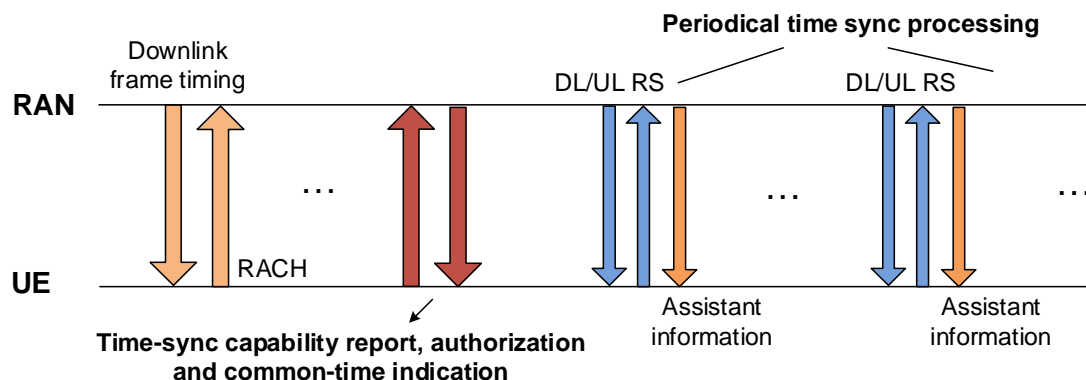 Periodical time sync processing
Downlink
frame timing
DL/UL RS
DL/UL RS
RAN
...
...
...
RACH
UE
Assistant
information
Assistant
information
Time-sync capability report, authorization
and common-time indication